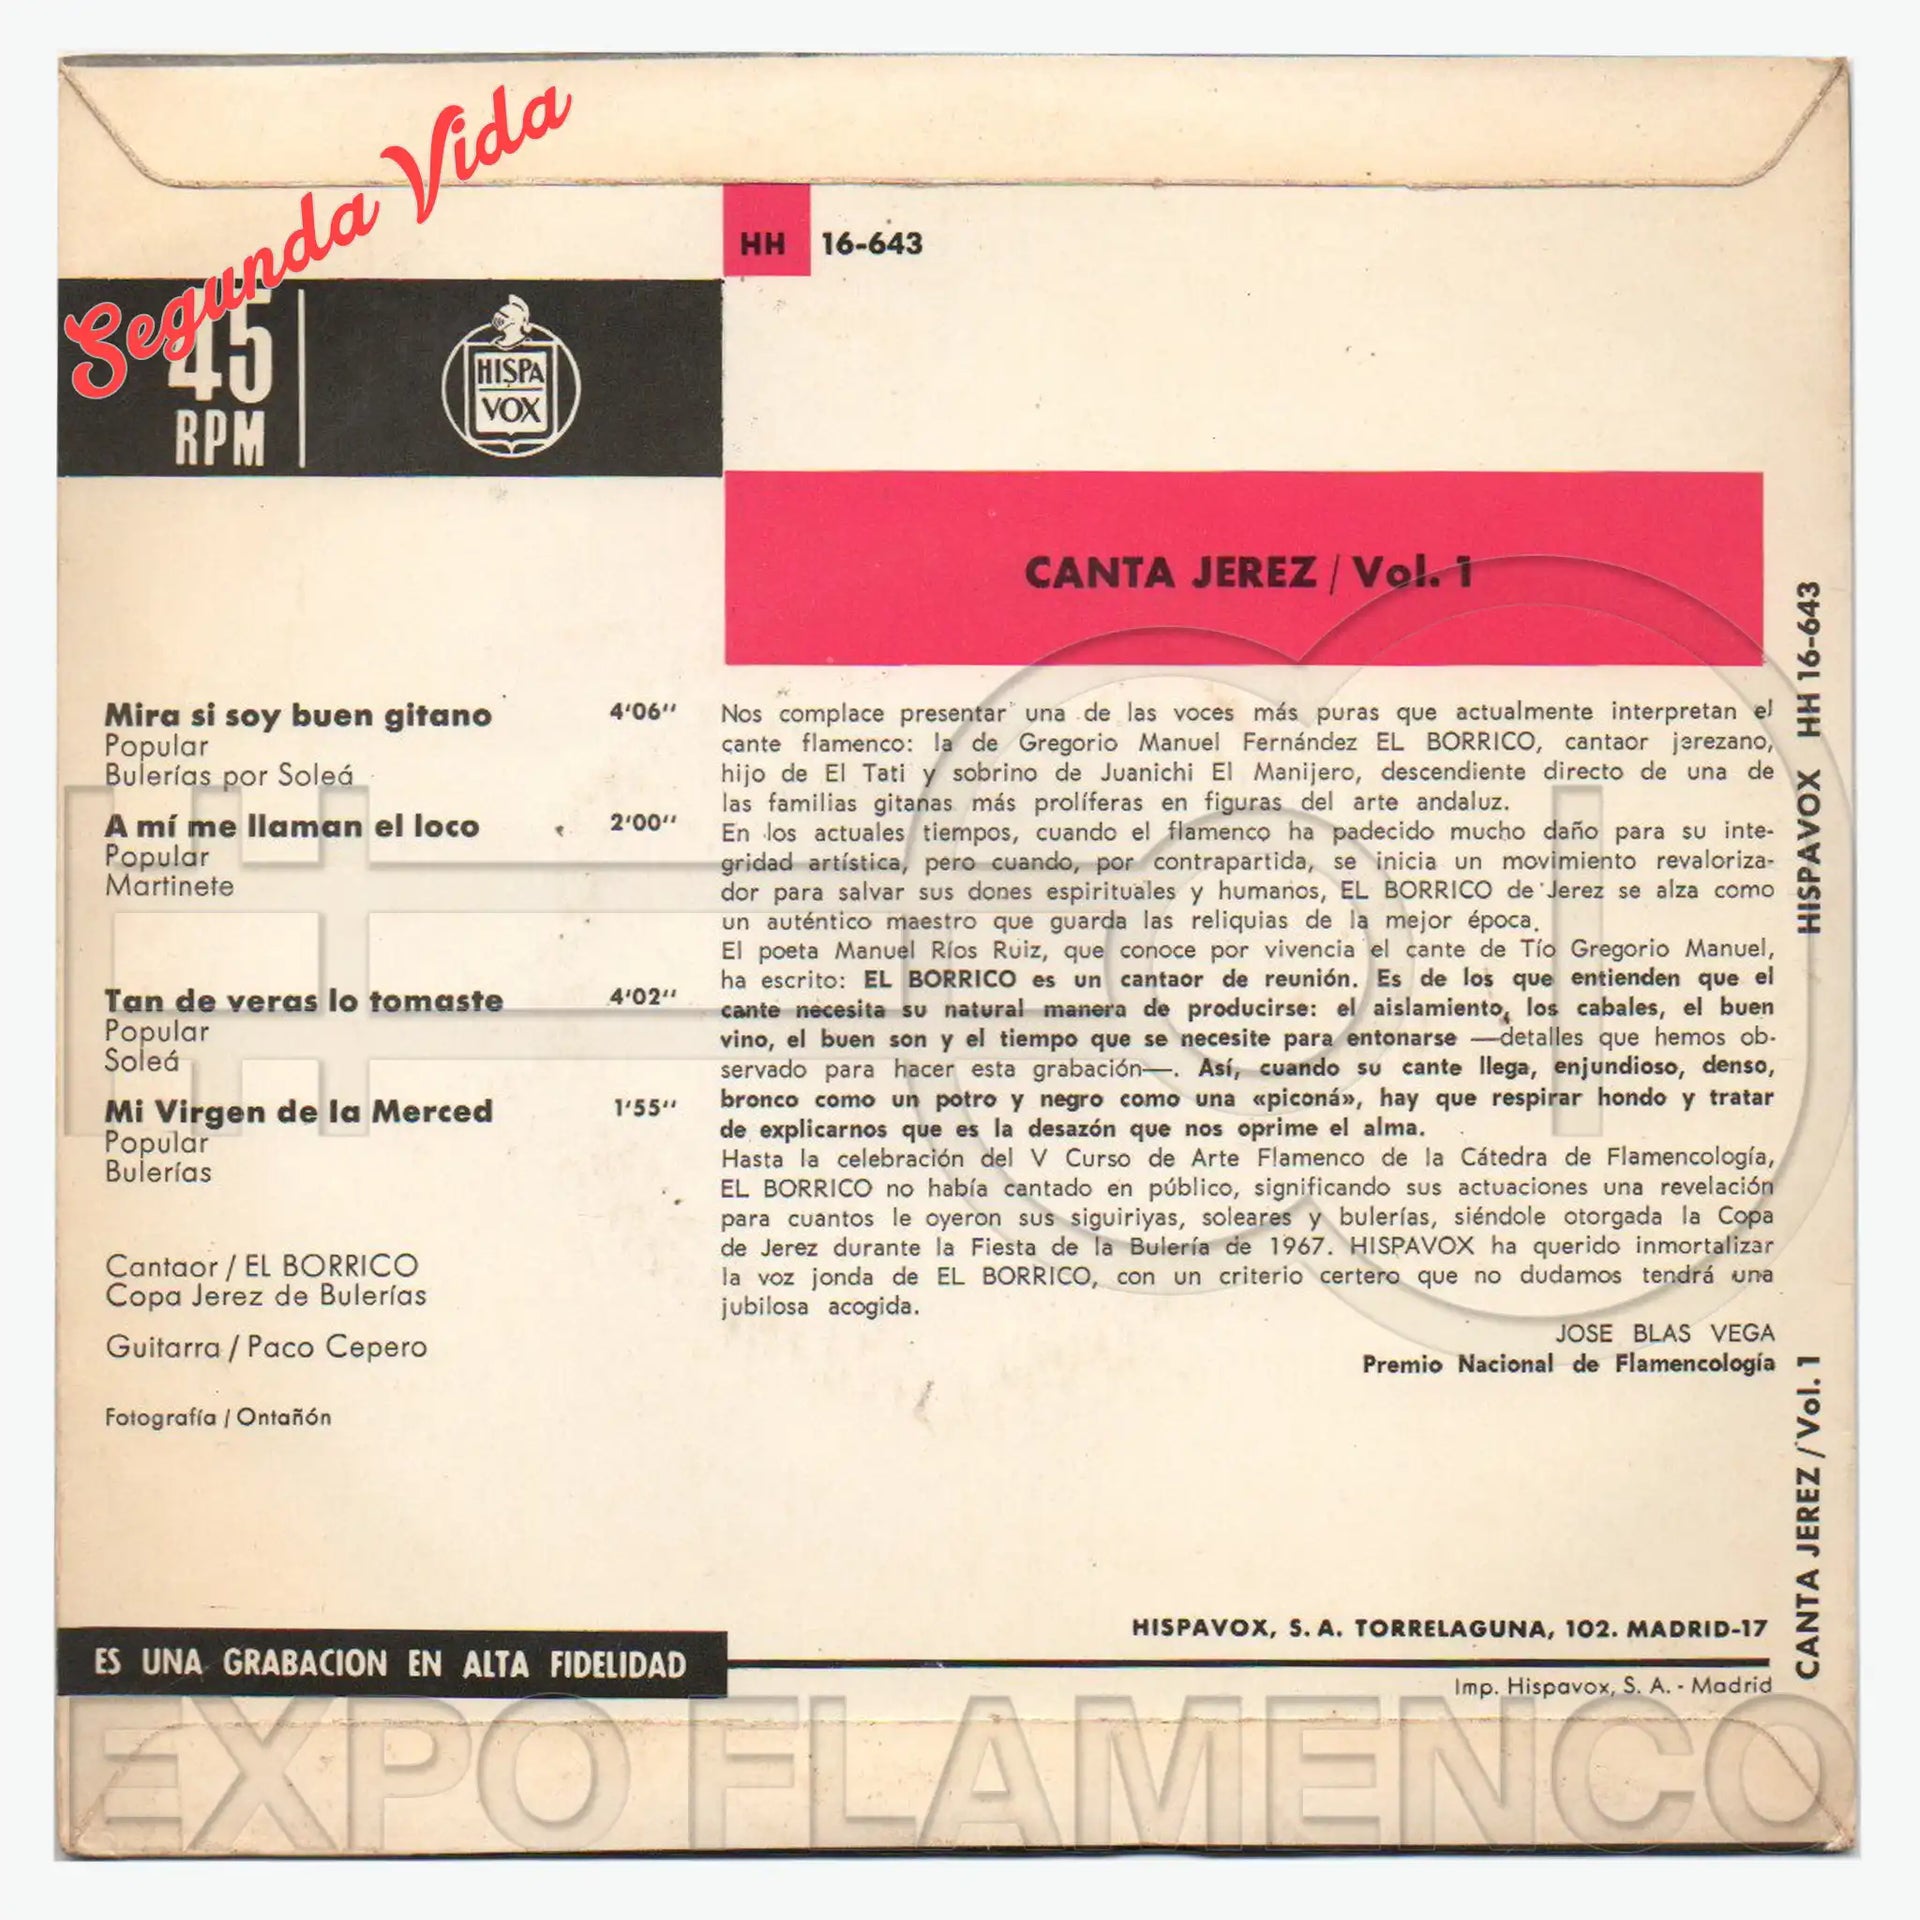 Segunda Vida
HH 16-643
45
RPM
HISPA
VOX
CANTA JEREZ / Vol. 1
Mira si soy buen gitano 4'06''
Popular
Bulerías por Soleá
A mí me llaman el loco 2'00''
Popular
Martinete
Tan de veras lo tomaste 4'02''
Popular
Soleá
Mi Virgen de la Merced 1'55''
Popular
Bulerías
Cantaor / EL BORRICO
Copa Jerez de Bulerías
Guitarra / Paco Cepero
Fotografía / Ontañón
Nos complace presentar una de las voces más puras que actualmente interpretan el
cante flamenco: la de Gregorio Manuel Fernández EL BORRICO, cantaor jerezano,
hijo de El Tati y sobrino de Juanichi El Manijero, descendiente directo de una de
las familias gitanas más prolíferas en figuras del arte andaluz.
En los actuales tiempos, cuando el flamenco ha padecido mucho daño para su inte-
gridad artística, pero cuando, por contrapartida, se inicia un movimiento revaloriza-
dor para salvar sus dones espirituales y humanos, EL BORRICO de Jerez se alza como
un auténtico maestro que guarda las reliquias de la mejor época.
El poeta Manuel Ríos Ruiz, que conoce por vivencia el cante de Tío Gregorio Manuel,
ha escrito: EL BORRICO es un cantaor de reunión. Es de los que entienden que el
cante necesita su natural manera de producirse: el aislamiento, los cabales, el buen
vino, el buen son y el tiempo que se necesite para entonarse —detalles que hemos ob-
servado para hacer esta grabación—. Así, cuando su cante llega, enjundioso, denso,
bronco como un potro y negro como una «piconá», hay que respirar hondo y tratar
de explicarnos que es la desazón que nos oprime el alma.
Hasta la celebración del V Curso de Arte Flamenco de la Cátedra de Flamencología,
EL BORRICO no había cantado en público, significando sus actuaciones una revelación
para cuantos le oyeron sus siguiriyas, soleares y bulerías, siéndole otorgada la Copa
de Jerez durante la Fiesta de la Bulería de 1967. HISPAVOX ha querido inmortalizar
la voz jonda de EL BORRICO, con un criterio certero que no dudamos tendrá una
jubilosa acogida.
JOSE BLAS VEGA
Premio Nacional de Flamencología
HISPAVOX HH 16-643
CANTA JEREZ / Vol. 1
HISPAVOX, S. A. TORRELAGUNA, 102. MADRID-17
ES UNA GRABACION EN ALTA FIDELIDAD
Imp. Hispavox, S. A. - Madrid
EXPO FLAMENCO